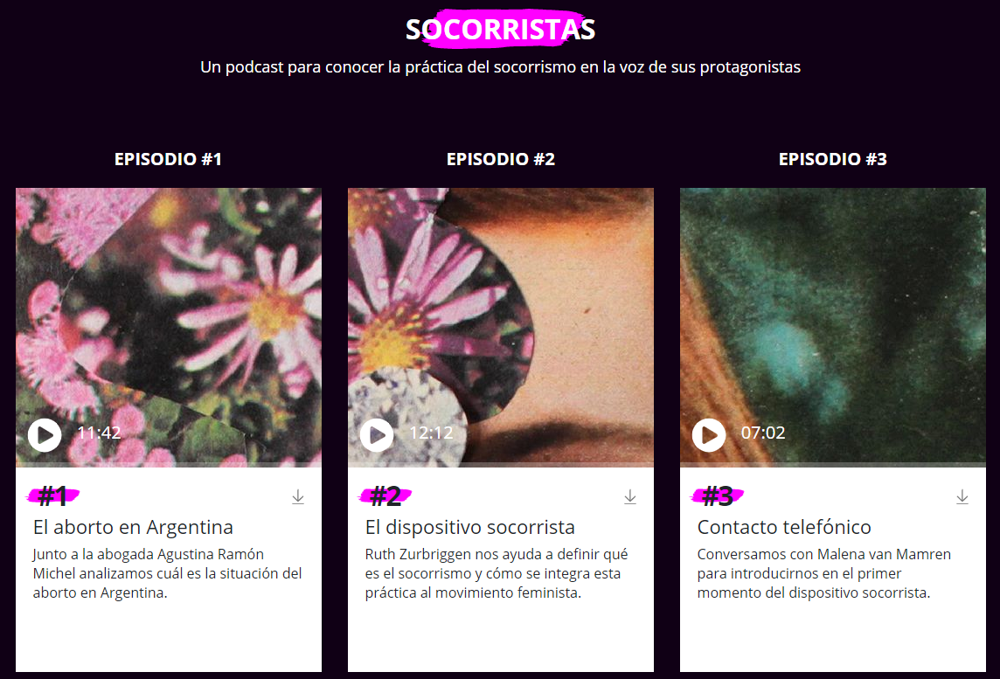 SOCORRISTAS
Un podcast para conocer la práctica del socorrismo en la voz de sus protagonistas
EPISODIO #1
11:42
#1
El aborto en Argentina
Junto a la abogada Agustina Ramón
Michel analizamos cuál es la situación del
aborto en Argentina.
EPISODIO #2
12:12
#2
El dispositivo socorrista
Ruth Zurbriggen nos ayuda a definir qué
es el socorrismo y cómo se integra esta
práctica al movimiento feminista.
EPISODIO #3
07:02
#3
Contacto telefónico
Conversamos con Malena van Mamren
para introducirnos en el primer
momento del dispositivo socorrista.